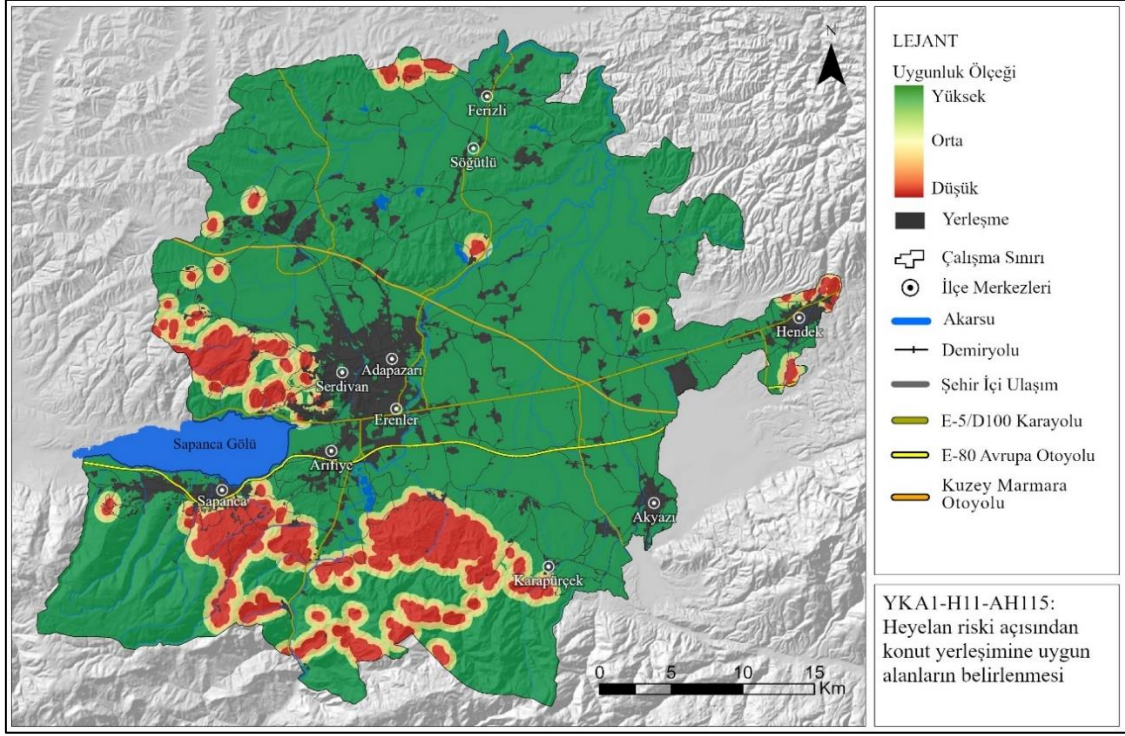 N
Ferizli
Söğütlü
Hendek
Adapazarı
Serdivan
Erenler
Sapanca Gölü
Arifiye
Sapanca
Akyazı
Karapürçek
0 5 10 15
Km
LEJANT
Uygunluk Ölçeği
Yüksek
Orta
Düşük
Yerleşme
Çalışma Sınırı
İlçe Merkezleri
Akarsu
Demiryolu
Şehir İçi Ulaşım
E-5/D100 Karayolu
E-80 Avrupa Otoyolu
Kuzey Marmara
Otoyolu
YKA1-H11-AH115:
Heyelan riski açısından
konut yerleşimine uygun
alanların belirlenmesi